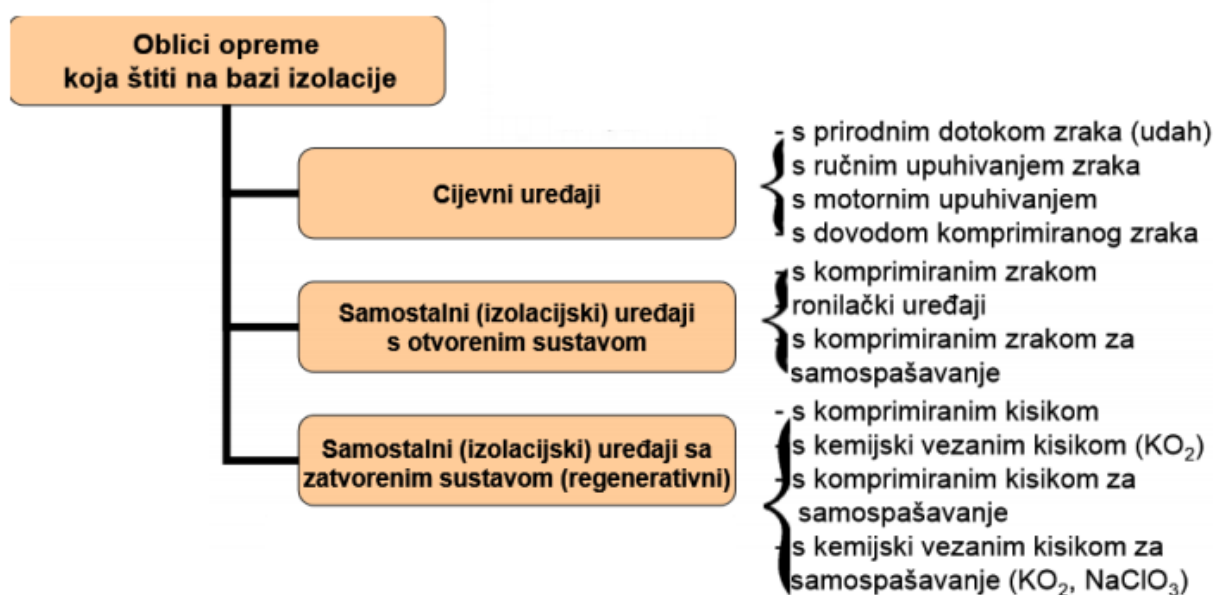 Oblici opreme
koja štiti na bazi izolacije
Cijevni uređaji
- s prirodnim dotokom zraka (udah)
- s ručnim upuhivanjem zraka
- s motornim upuhivanjem
- s dovodom komprimiranog zraka
Samostalni (izolacijski) uređaji
s otvorenim sustavom
- s komprimiranim zrakom
- ronilački uređaji
- s komprimiranim zrakom za
samospašavanje
Samostalni (izolacijski) uređaji sa
zatvorenim sustavom (regenerativni)
- s komprimiranim kisikom
- s kemijski vezanim kisikom (KO₂)
- s komprimiranim kisikom za
samospašavanje
- s kemijski vezanim kisikom za
samospašavanje (KO₂, NaClO₃)